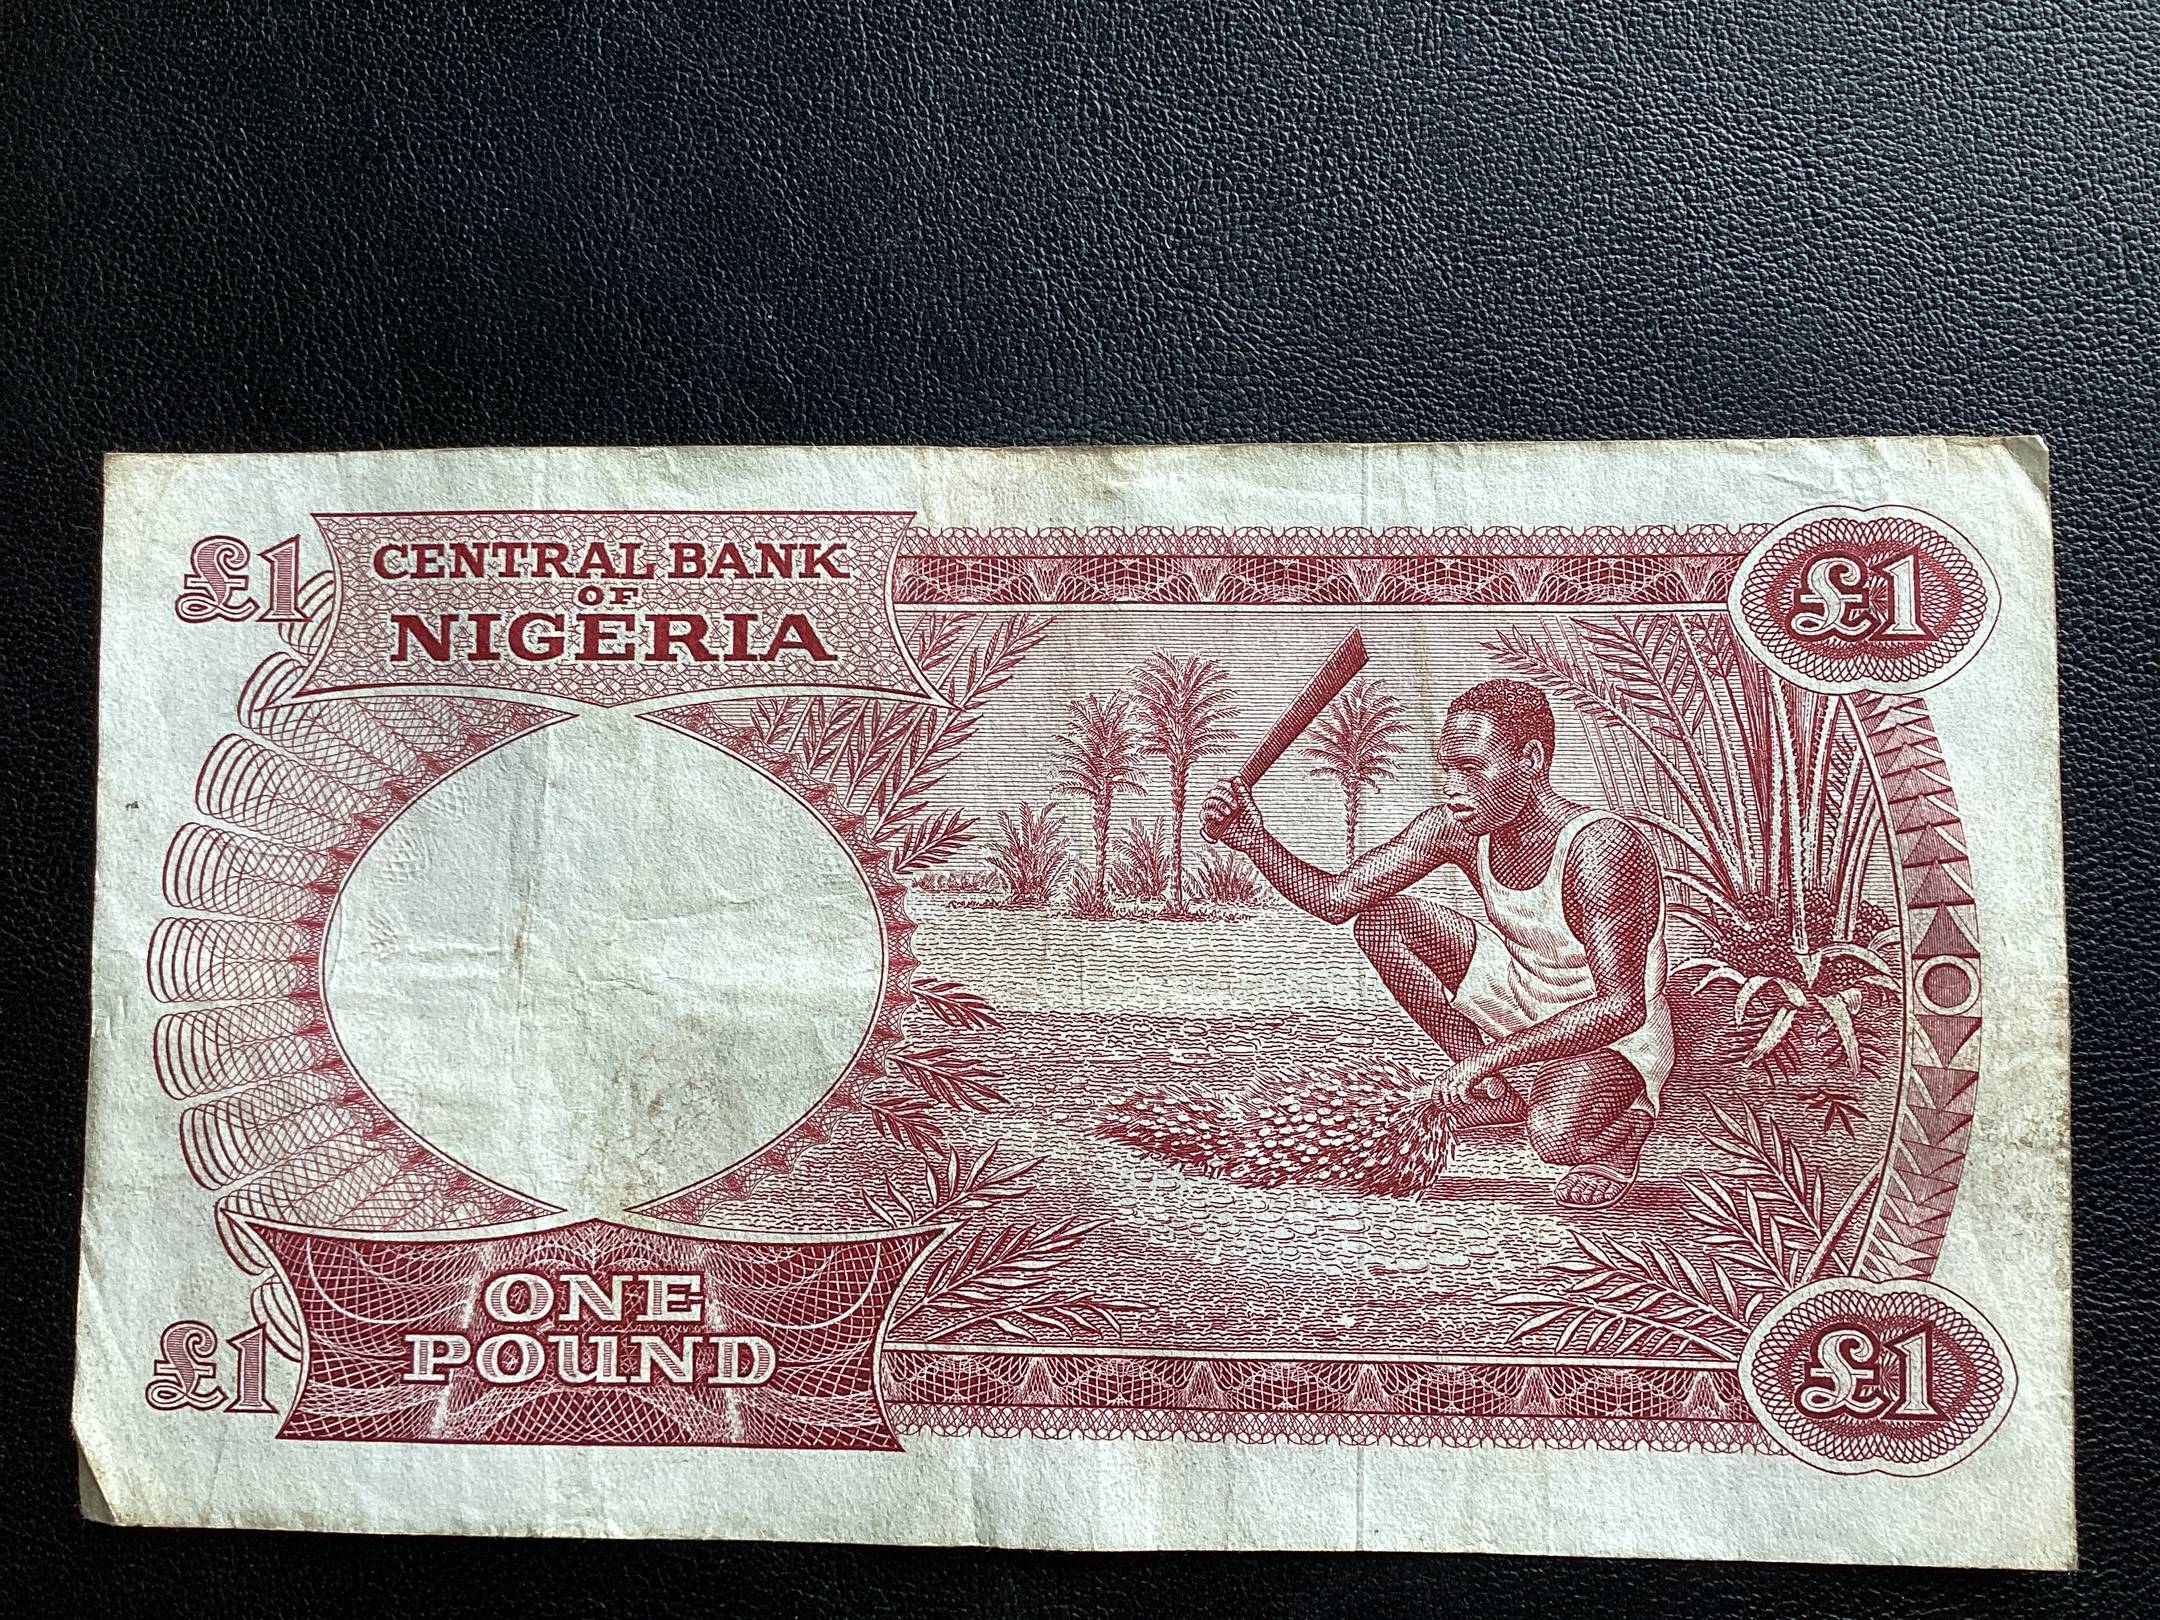 £1
CENTRAL BANK
OF
NIGERIA
£1
ONE
POUND
£1
£1